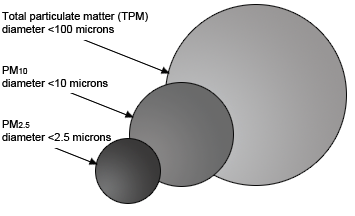 Total particulate matter (TPM)
diameter <100 microns
PM10
diameter <10 microns
PM2.5
diameter <2.5 microns